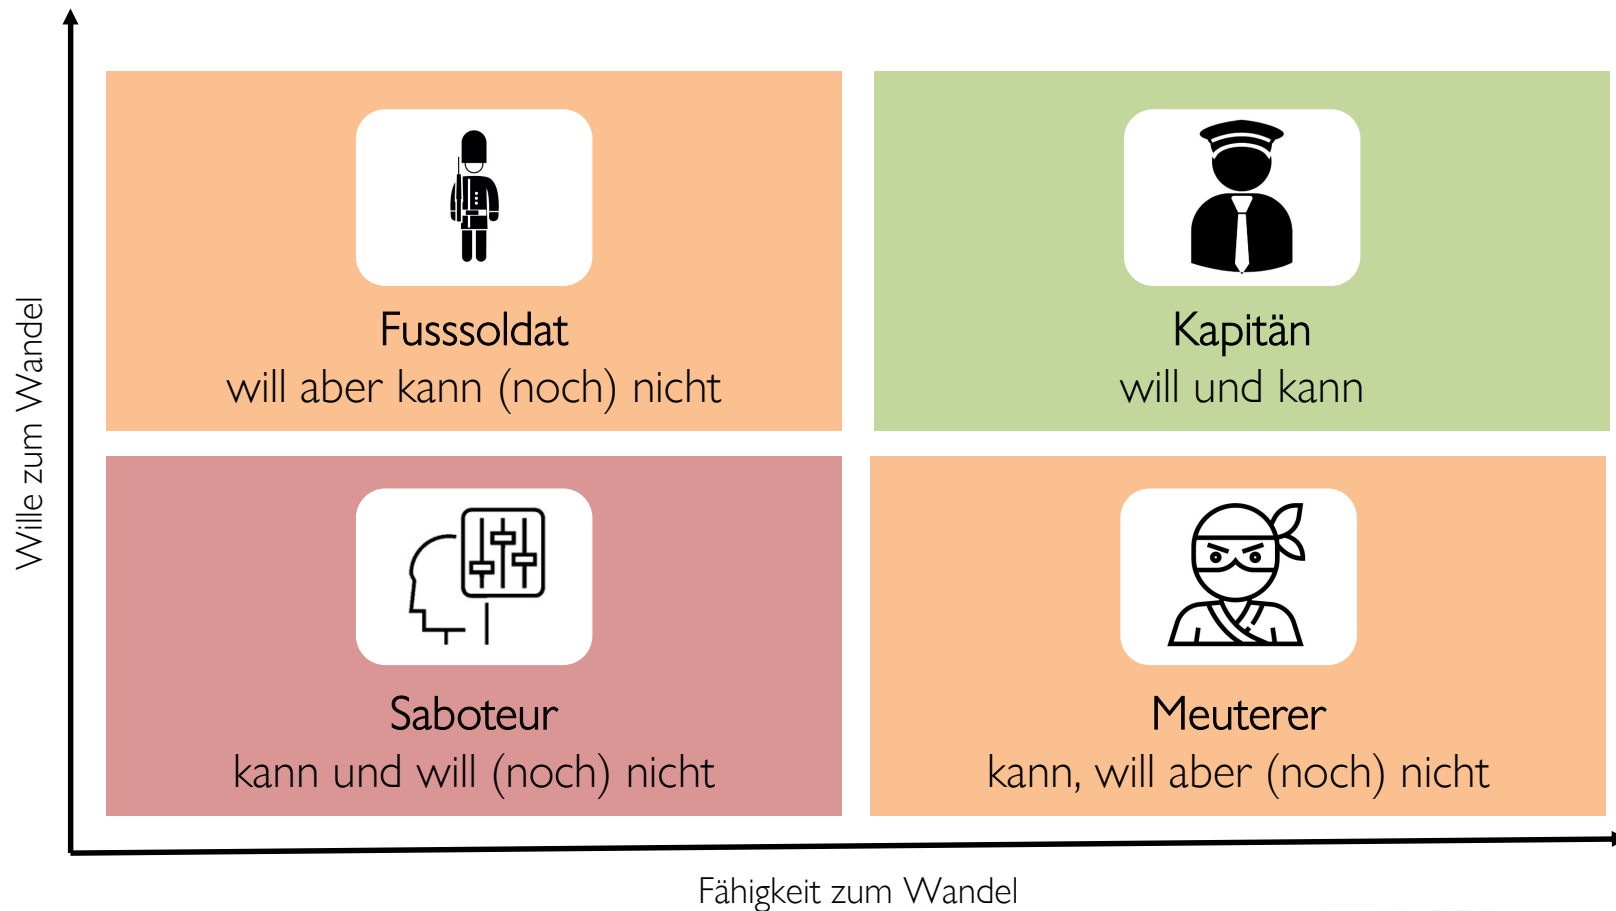 Wille zum Wandel
Fusssoldat
will aber kann (noch) nicht
Kapitän
will und kann
Saboteur
kann und will (noch) nicht
Meuterer
kann, will aber (noch) nicht
Fähigkeit zum Wandel